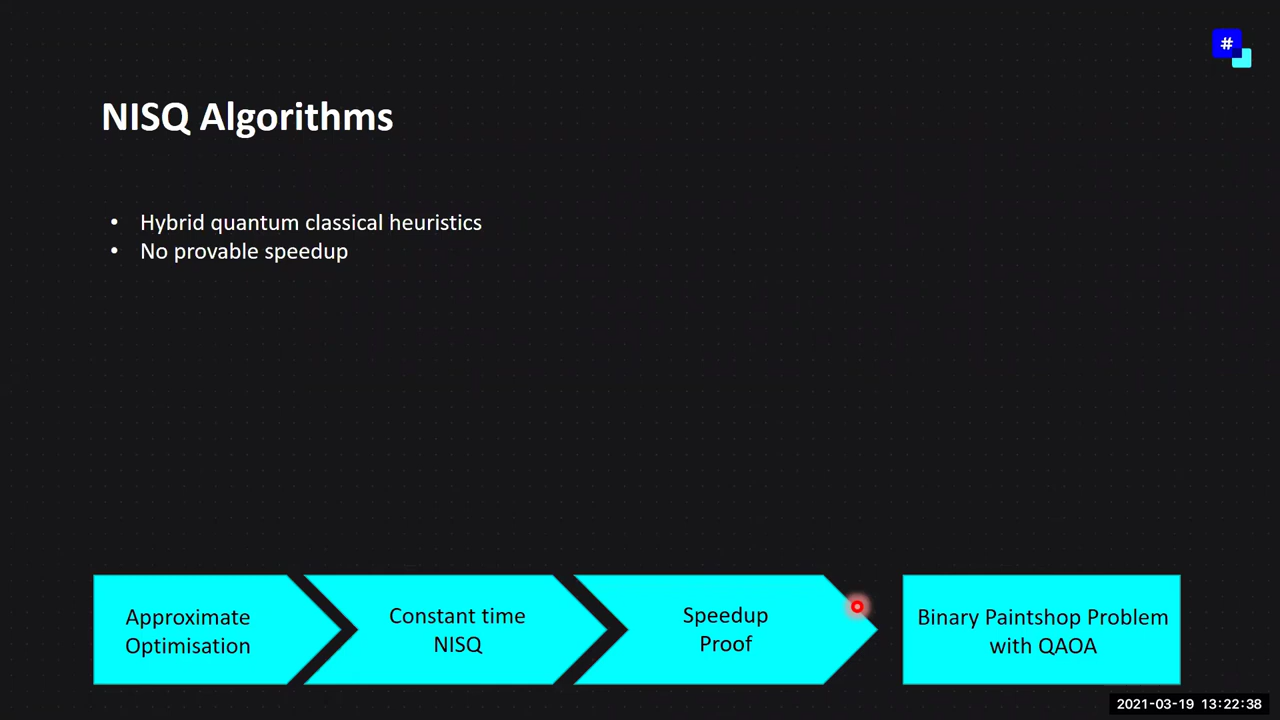 #
NISQ Algorithms
• Hybrid quantum classical heuristics
• No provable speedup
Approximate
Optimisation
Constant time
NISQ
Speedup
Proof
Binary Paintshop Problem
with QAOA
2021-03-19 13:22:38